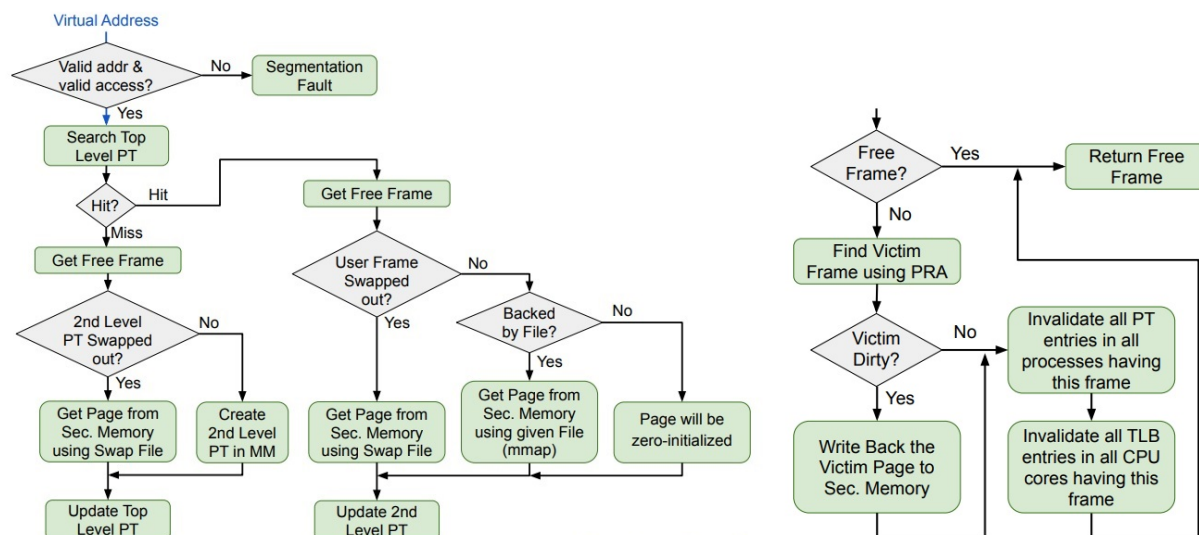 Virtual Address
Valid addr &
valid access?
No
Segmentation
Fault
Yes
Search Top
Level PT
Hit?
Hit
Miss
Get Free Frame
2nd Level
PT Swapped
out?
No
Yes
Get Page from
Sec. Memory
using Swap File
Create
2nd Level
PT in MM
Update Top
Level PT
Get Free Frame
User Frame
Swapped
out?
No
Yes
Backed
by File?
No
Yes
Get Page from
Sec. Memory
using Swap File
Get Page from
Sec. Memory
using given File
(mmap)
Page will be
zero-initialized
Update 2nd
Level PT
Free
Frame?
Yes
Return Free
Frame
No
Find Victim
Frame using PRA
Victim
Dirty?
No
Yes
Write Back the
Victim Page to
Sec. Memory
Invalidate all PT
entries in all
processes having
this frame
Invalidate all TLB
entries in all CPU
cores having this
frame